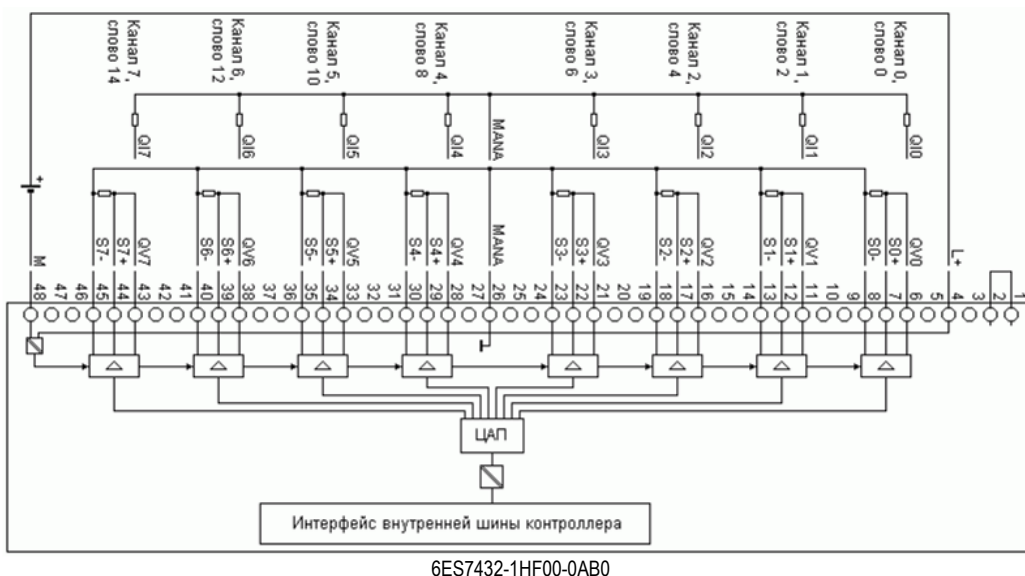 Канал 7,
слово 14
Канал 6,
слово 12
Канал 5,
слово 10
Канал 4,
слово 8
Канал 3,
слово 6
Канал 2,
слово 4
Канал 1,
слово 2
Канал 0,
слово 0
QI7
QI6
QI5
QI4
MANA
QI3
QI2
QI1
QI0
+
M
S7-
S7+
QV7
S6-
S6+
QV6
S5-
S5+
QV5
S4-
S4+
QV4
MANA
S3-
S3+
QV3
S2-
S2+
QV2
S1-
S1+
QV1
S0-
S0+
QV0
L+
48
47
46
45
44
43
42
41
40
39
38
37
36
35
34
33
32
31
30
29
28
27
26
25
24
23
22
21
20
19
18
17
16
15
14
13
12
11
10
9
8
7
6
5
4
3
2
1
ЦАП
Интерфейс внутренней шины контроллера
6ES7432-1HF00-0AB0